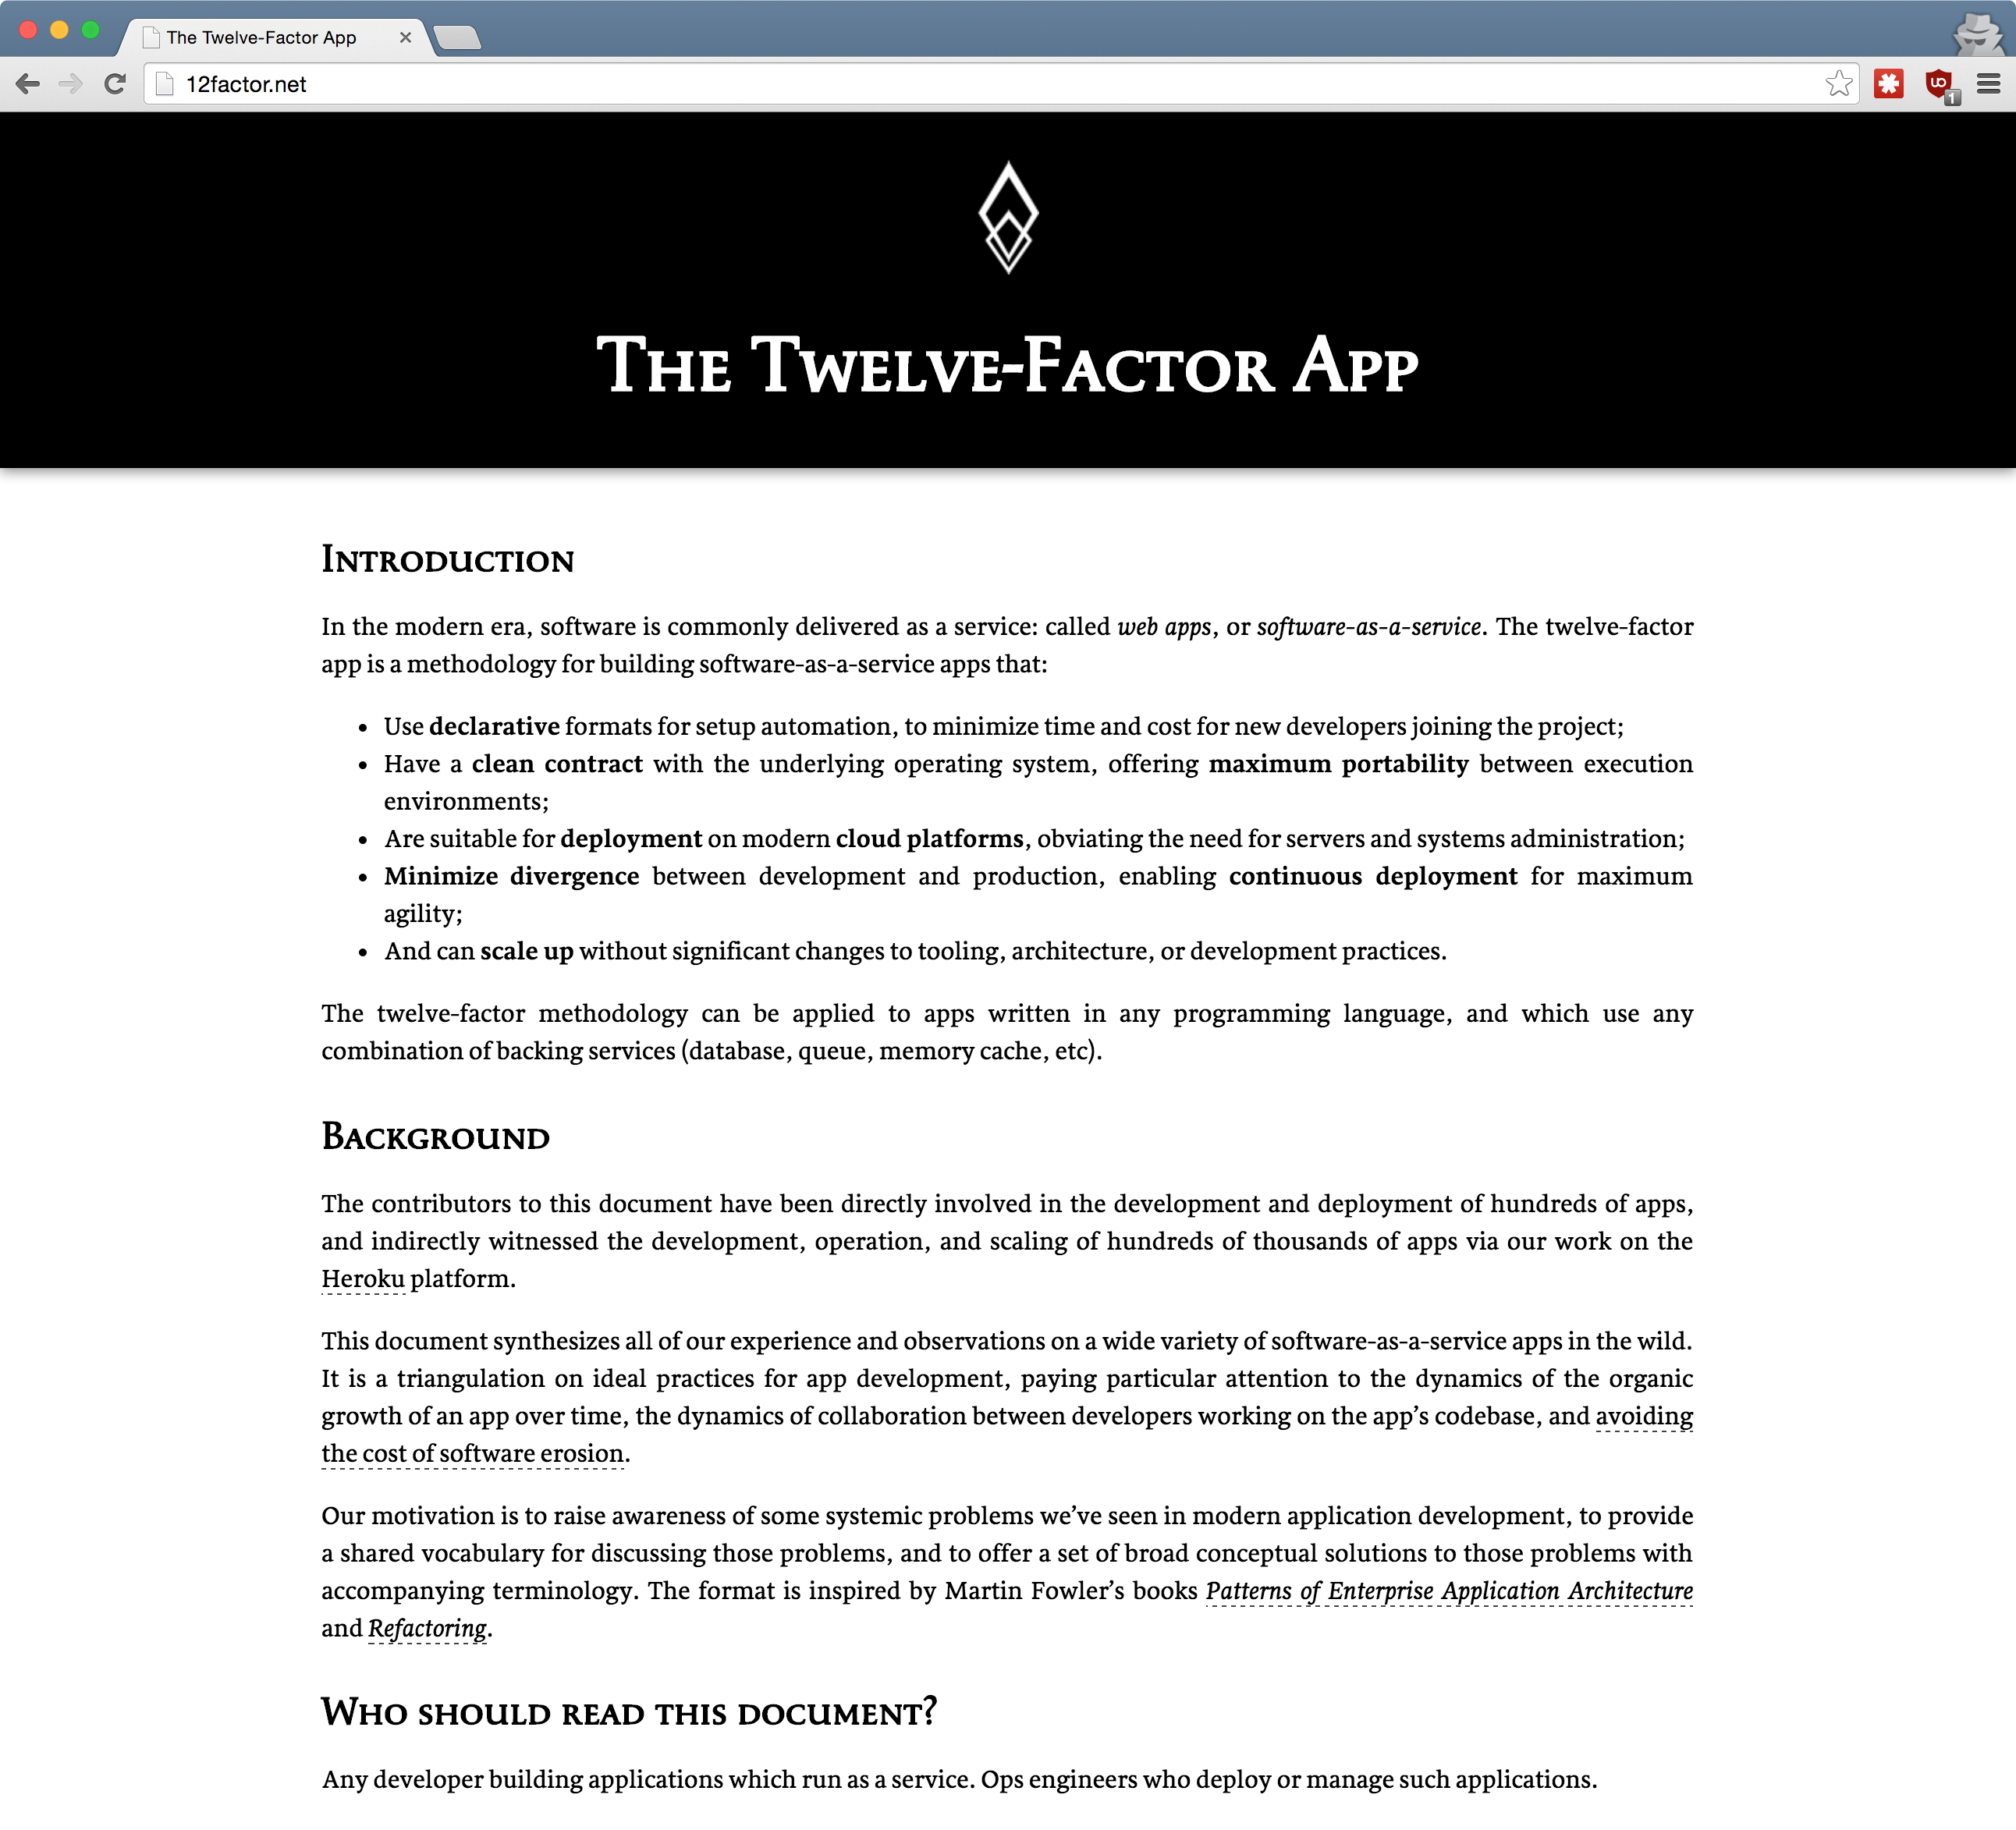 The Twelve-Factor App
12factor.net
1
The Twelve-Factor App
Introduction
In the modern era, software is commonly delivered as a service: called web apps, or software-as-a-service. The twelve-factor
app is a methodology for building software-as-a-service apps that:
• Use declarative formats for setup automation, to minimize time and cost for new developers joining the project;
• Have a clean contract with the underlying operating system, offering maximum portability between execution
environments;
• Are suitable for deployment on modern cloud platforms, obviating the need for servers and systems administration;
• Minimize divergence between development and production, enabling continuous deployment for maximum
agility;
• And can scale up without significant changes to tooling, architecture, or development practices.
The twelve-factor methodology can be applied to apps written in any programming language, and which use any
combination of backing services (database, queue, memory cache, etc).
Background
The contributors to this document have been directly involved in the development and deployment of hundreds of apps,
and indirectly witnessed the development, operation, and scaling of hundreds of thousands of apps via our work on the
Heroku platform.
This document synthesizes all of our experience and observations on a wide variety of software-as-a-service apps in the wild.
It is a triangulation on ideal practices for app development, paying particular attention to the dynamics of the organic
growth of an app over time, the dynamics of collaboration between developers working on the app’s codebase, and avoiding
the cost of software erosion.
Our motivation is to raise awareness of some systemic problems we’ve seen in modern application development, to provide
a shared vocabulary for discussing those problems, and to offer a set of broad conceptual solutions to those problems with
accompanying terminology. The format is inspired by Martin Fowler’s books Patterns of Enterprise Application Architecture
and Refactoring.
Who should read this document?
Any developer building applications which run as a service. Ops engineers who deploy or manage such applications.